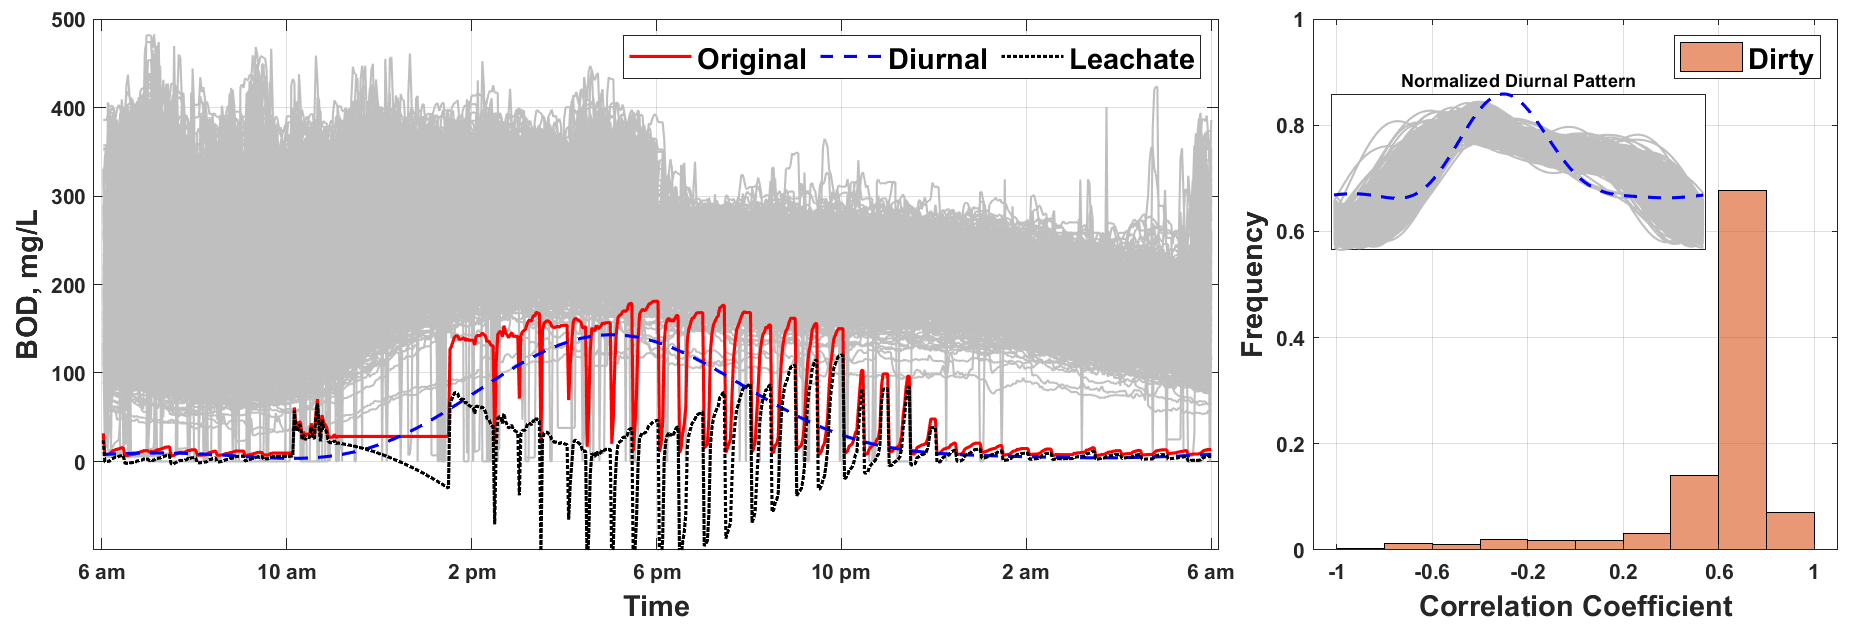 500
400
300
200
100
0
BOD, mg/L
Original
Diurnal
Leachate
6 am
10 am
2 pm
6 pm
10 pm
2 am
6 am
Time
1
0.8
0.6
0.4
0.2
0
Frequency
Dirty
Normalized Diurnal Pattern
-1
-0.6
-0.2
0.2
0.6
1
Correlation Coefficient